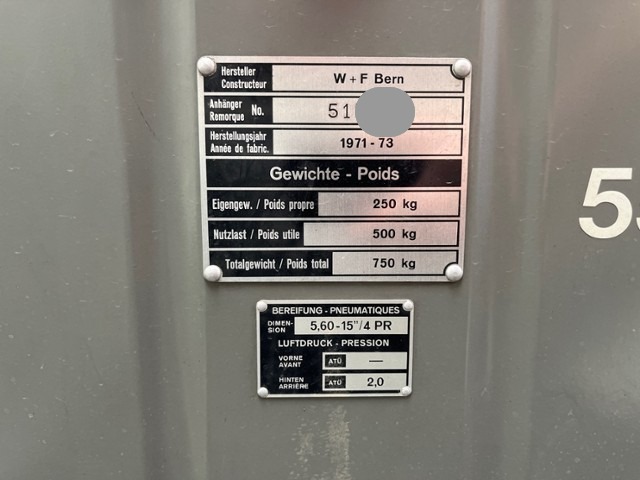 Hersteller
Constructeur
W + F Bern
Anhänger
Remorque No.
51
Herstellungsjahr
Année de fabric.
1971 - 73
Gewichte - Poids
Eigengew. / Poids propre 250 kg
Nutzlast / Poids utile 500 kg
Totalgewicht / Poids total 750 kg
BEREIFUNG - PNEUMATIQUES
DIMEN-
SION
5,60 - 15"/4 PR
LUFTDRUCK - PRESSION
VORNE
AVANT
ATÜ —
HINTEN
ARRIÈRE
ATÜ 2,0